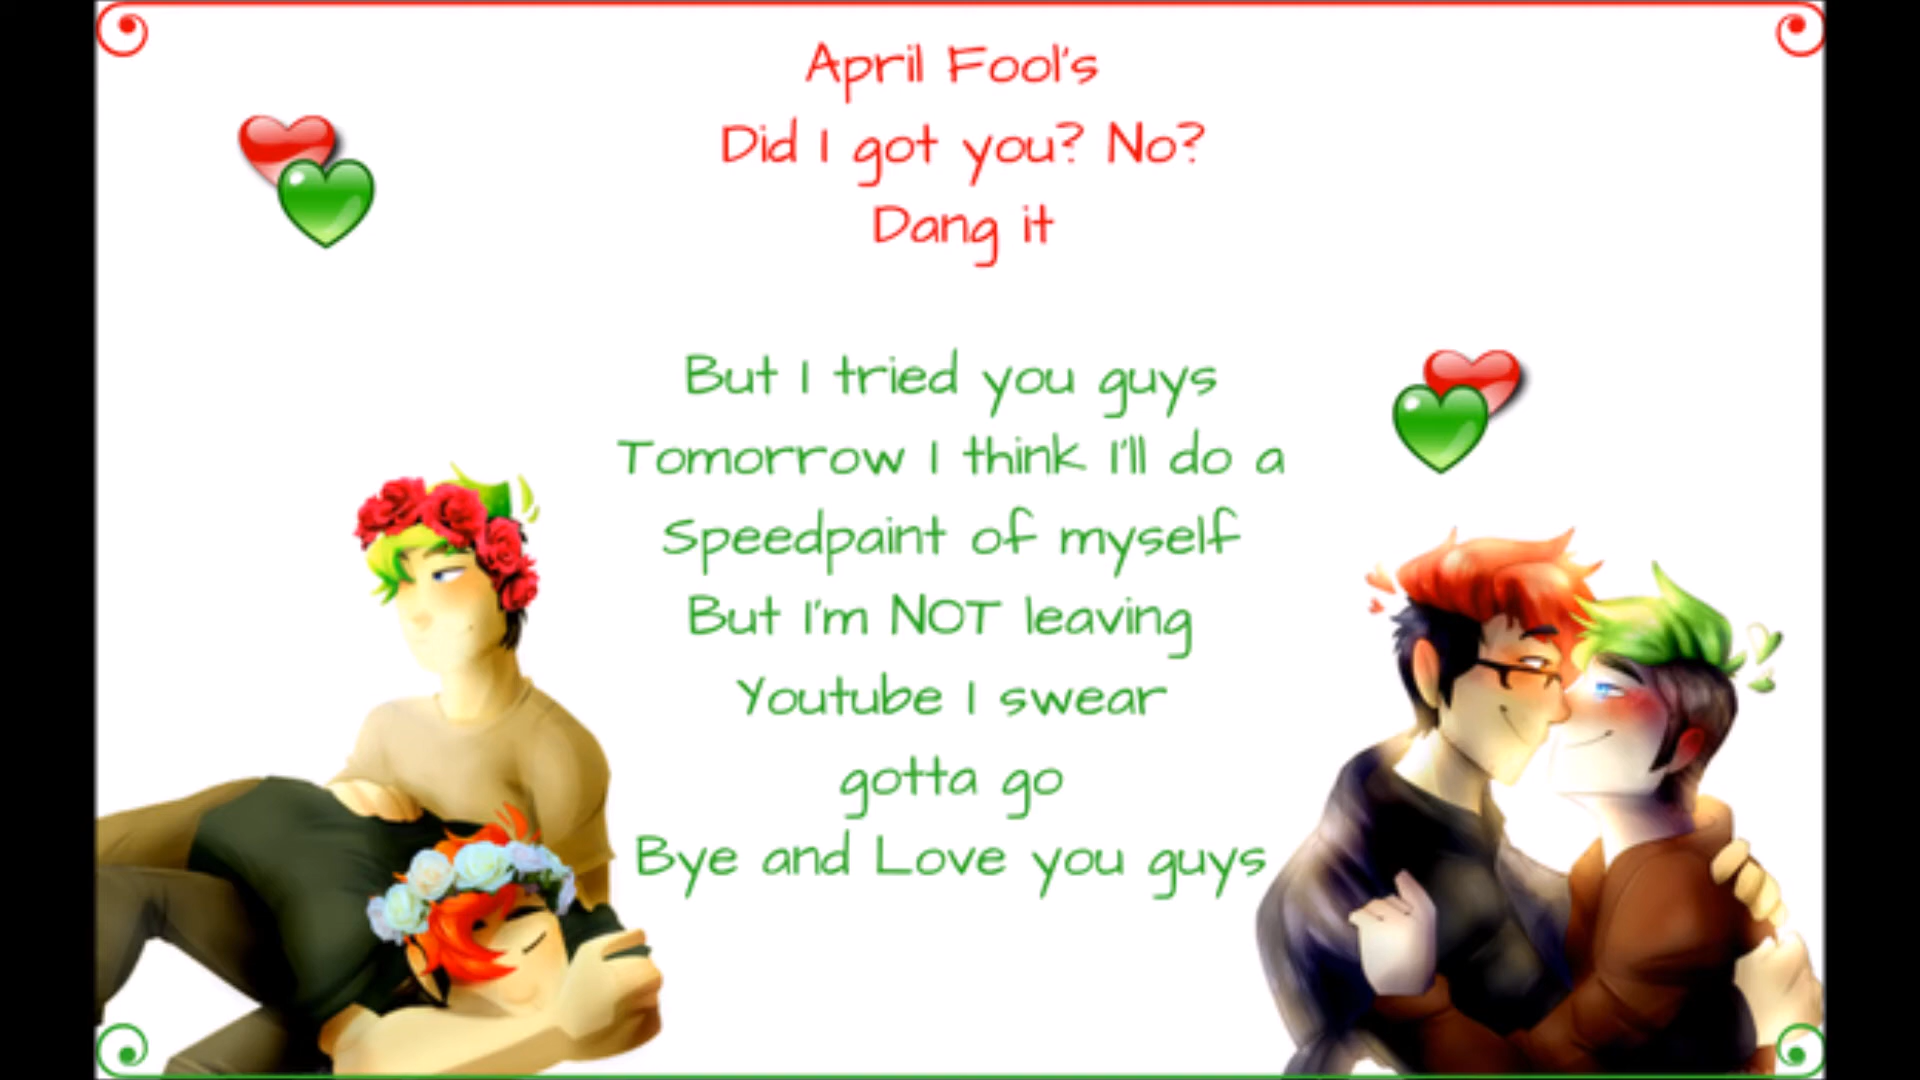 April Fool's
Did I got you? No?
Dang it
But I tried you guys
Tomorrow I think I'll do a
Speedpaint of myself
But I'm NOT leaving
Youtube I swear
gotta go
Bye and Love you guys